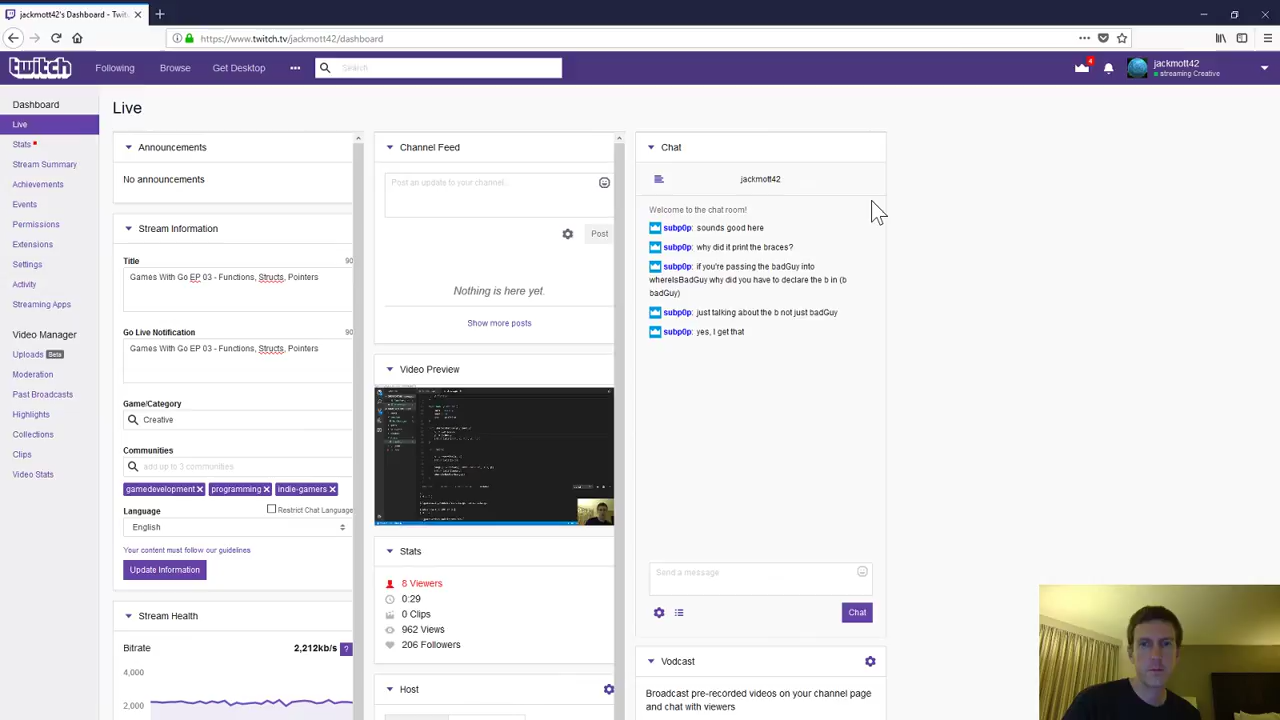 jackmott42's Dashboard - Twit
https://www.twitch.tv/jackmott42/dashboard
twitch
Following
Browse
Get Desktop
Search
4
jackmott42
streaming Creative
Dashboard
Live
Stats
Stream Summary
Achievements
Events
Permissions
Extensions
Settings
Activity
Streaming Apps
Video Manager
Uploads Beta
Moderation
Past Broadcasts
Highlights
Collections
Clips
Video Stats
Live
Announcements
No announcements
Stream Information
Title
90
Games With Go EP 03 - Functions, Structs, Pointers
Go Live Notification
90
Games With Go EP 03 - Functions, Structs, Pointers
Game/Category
Creative
Communities
add up to 3 communities
gamedevelopment
programming
indie-gamers
Language
Restrict Chat Language
English
Your content must follow our guidelines
Update Information
Stream Health
Bitrate
2,212kb/s ?
4,000
2,000
Channel Feed
Post an update to your channel.
Post
Nothing is here yet.
Show more posts
Video Preview
Stats
8 Viewers
0:29
0 Clips
962 Views
206 Followers
Host
Chat
jackmott42
Welcome to the chat room!
subp0p: sounds good here
subp0p: why did it print the braces?
subp0p: if you're passing the badGuy into
whereIsBadGuy why did you have to declare the b in (b
badGuy)
subp0p: just talking about the b not just badGuy
subp0p: yes, I get that
Send a message
Chat
Vodcast
Broadcast pre-recorded videos on your channel page
and chat with viewers